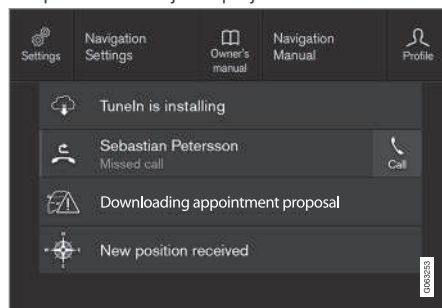 Navigation
Settings
Navigation
Manual
Settings
Owner's
manual
Profile
TuneIn is installing
Sebastian Petersson
Missed call
Call
Downloading appointment proposal
New position received
G063253